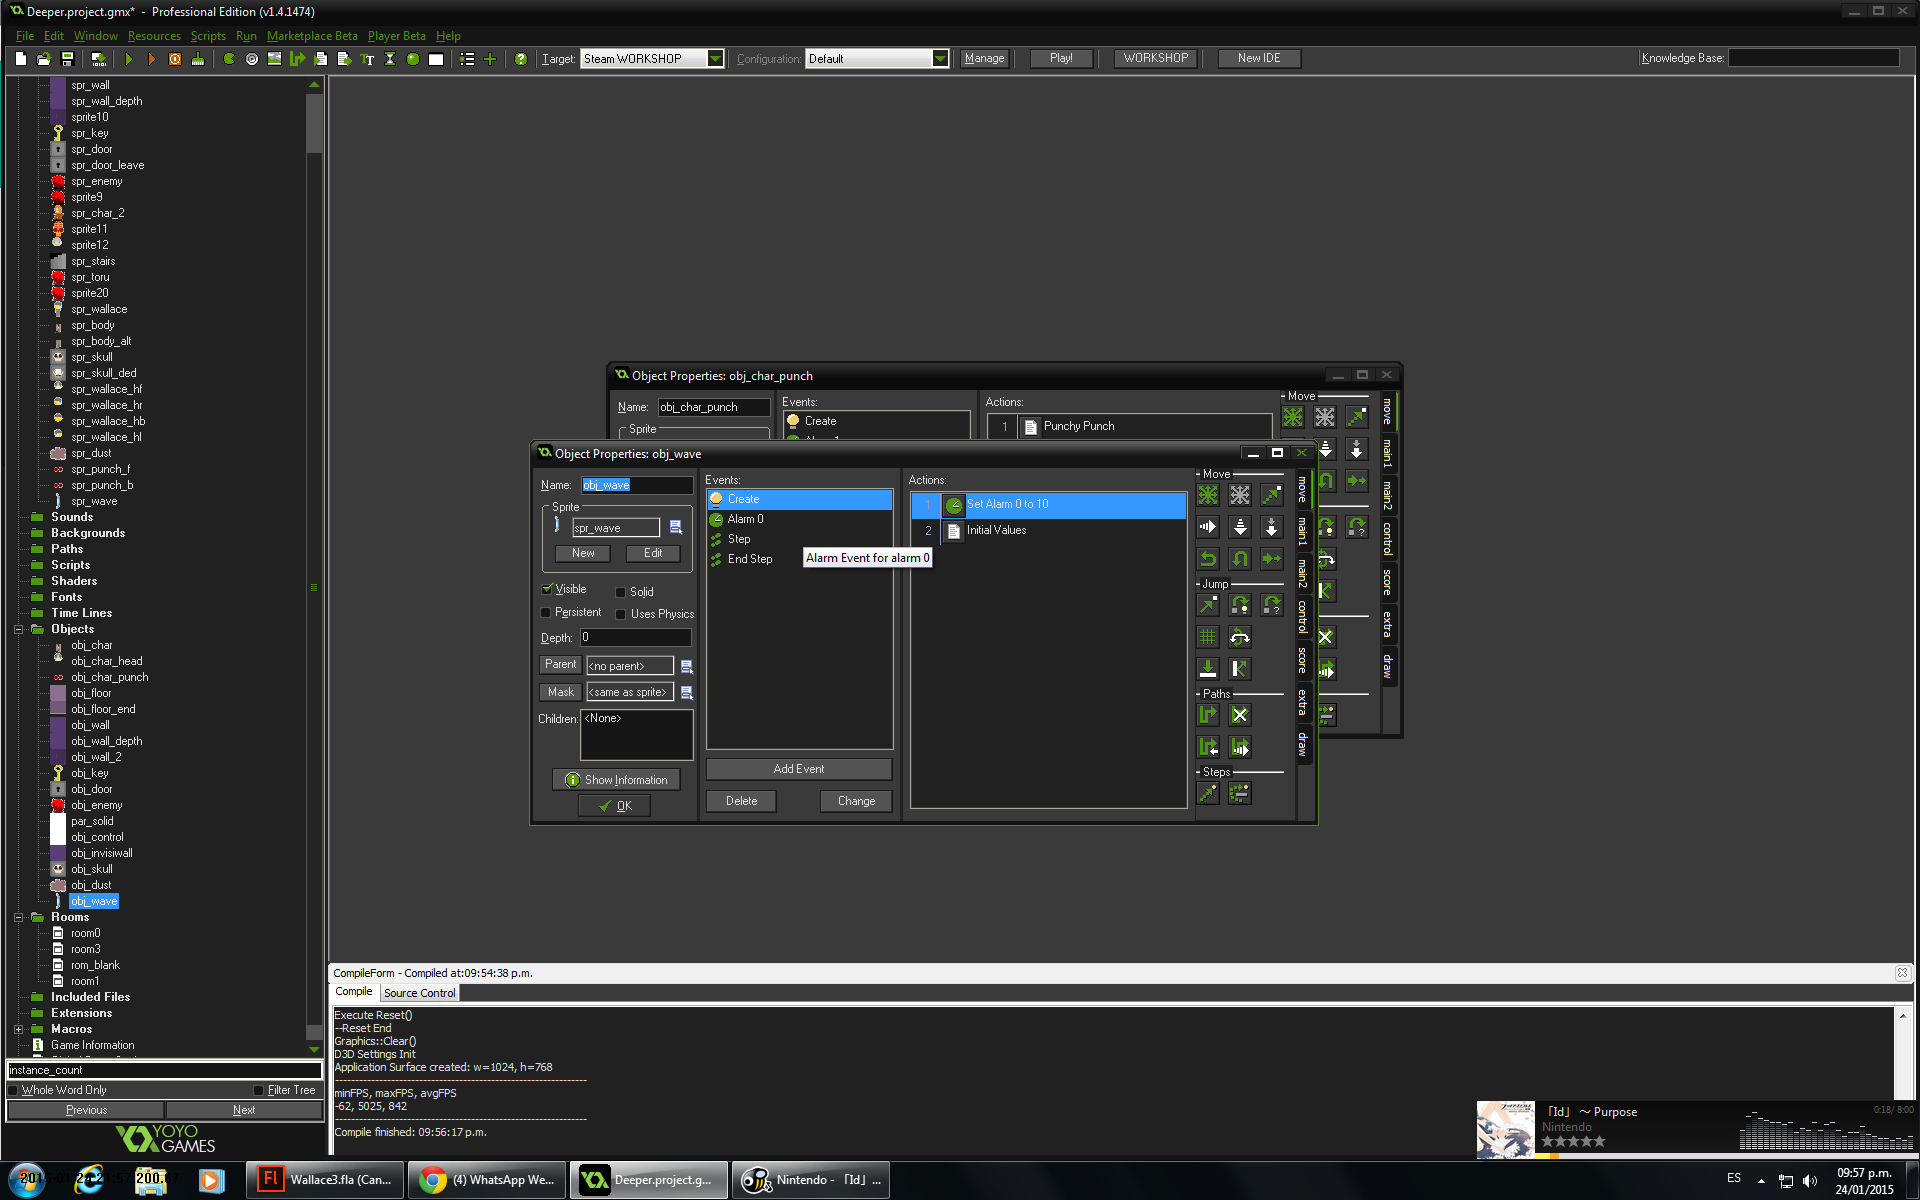 Deeper.project.gmx* - Professional Edition (v1.4.1474)
File Edit Window Resources Scripts Run Marketplace Beta Player Beta Help
Target: Steam WORKSHOP Configuration: Default Manage Play! WORKSHOP New IDE Knowledge Base:
spr_wall
spr_wall_depth
sprite10
spr_key
spr_door
spr_door_leave
spr_enemy
sprite9
spr_char_2
sprite11
sprite12
spr_stairs
spr_toru
sprite20
spr_wallace
spr_body
spr_body_alt
spr_skull
spr_skull_ded
spr_wallace_hf
spr_wallace_hr
spr_wallace_hb
spr_wallace_hl
spr_dust
spr_punch_f
spr_punch_b
spr_wave
Sounds
Backgrounds
Paths
Scripts
Shaders
Fonts
Time Lines
Objects
obj_char
obj_char_head
obj_char_punch
obj_floor
obj_floor_end
obj_wall
obj_wall_depth
obj_wall_2
obj_key
obj_door
obj_enemy
par_solid
obj_control
obj_invisiwall
obj_skull
obj_dust
obj_wave
Rooms
room0
room3
rom_blank
room1
Included Files
Extensions
Macros
Game Information
instance_count
Whole Word Only Filter Tree
Previous Next
YOYO
GAMES
Object Properties: obj_char_punch
Name: obj_char_punch
Sprite
Events:
Create
Actions:
1 Punchy Punch
Move
move
main1
main2
control
score
extra
draw
Object Properties: obj_wave
Name: obj_wave
Sprite
spr_wave
New Edit
Visible Solid
Persistent Uses Physics
Depth: 0
Parent <no parent>
Mask <same as sprite>
Children: <None>
Show Information
OK
Events:
Create
Alarm 0
Step
End Step
Alarm Event for alarm 0
Add Event
Delete Change
Actions:
1 Set Alarm 0 to 10
2 Initial Values
Move
Jump
Paths
Steps
move
main1
main2
control
score
extra
draw
CompileForm - Compiled at:09:54:38 p.m.
Compile Source Control
Execute Reset()
--Reset End
Graphics::Clear()
D3D Settings Init
Application Surface created: w=1024, h=768
minFPS, maxFPS, avgFPS
-62, 5025, 842
Compile finished: 09:56:17 p.m.
「Id」 ～ Purpose
Nintendo
0:18/ 8:00
Wallace3.fla (Can...
(4) WhatsApp We...
Deeper.project.g...
Nintendo - 「Id」...
ES
09:57 p.m.
24/01/2015